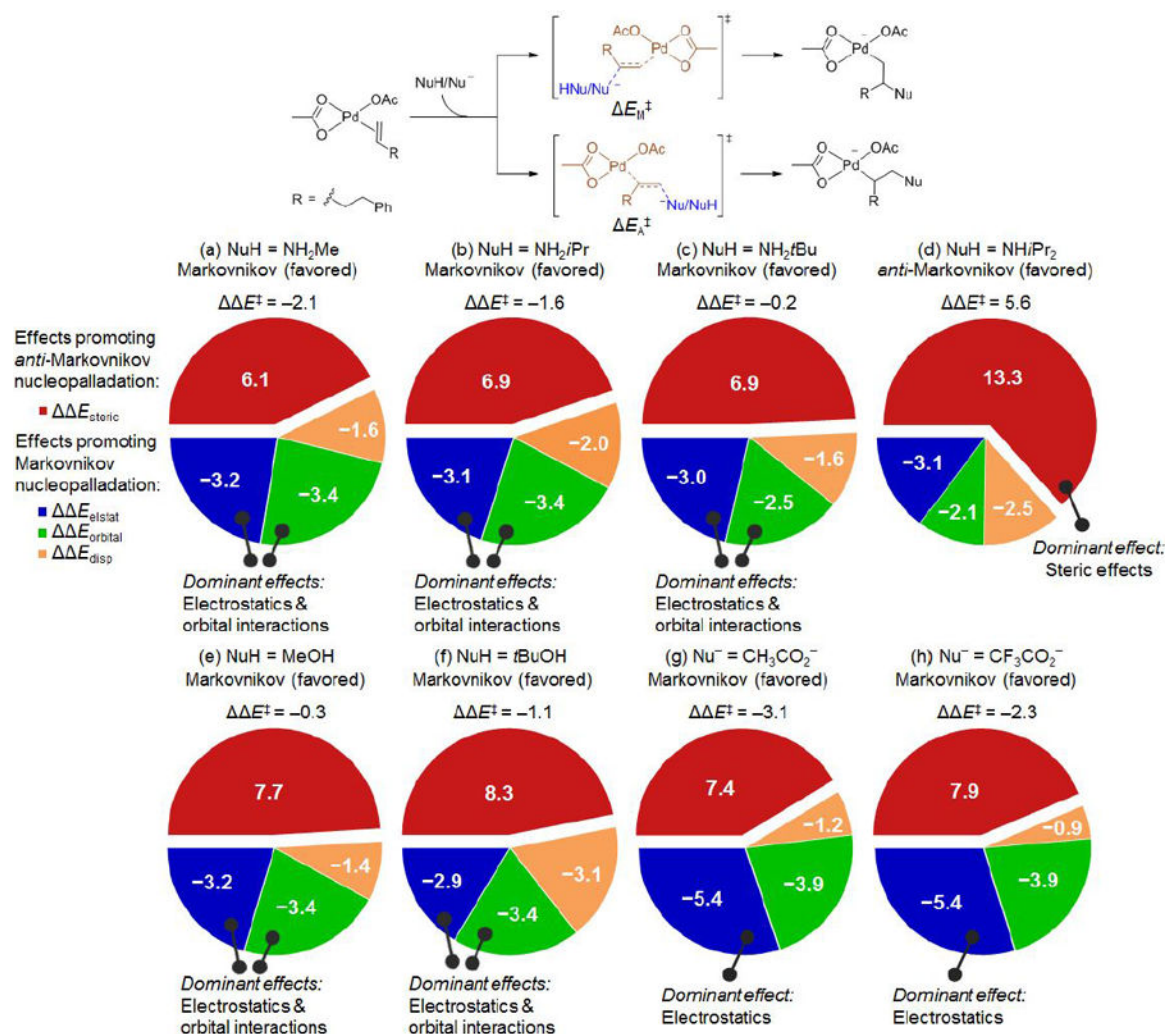 AcO
Pd
O
O
R
HNu/Nu⁻
ΔE_M‡
‡
NuH/Nu⁻
O
O
Pd
OAc
R
R =
Ph
O
O
Pd
OAc
R
⁻Nu/NuH
ΔE_A‡
‡
O
O
Pd
⁻
OAc
R
Nu
O
O
Pd
⁻
OAc
Nu
R
(a) NuH = NH₂Me
Markovnikov (favored)
ΔΔE‡ = −2.1
(b) NuH = NH₂iPr
Markovnikov (favored)
ΔΔE‡ = −1.6
(c) NuH = NH₂tBu
Markovnikov (favored)
ΔΔE‡ = −0.2
(d) NuH = NHiPr₂
anti-Markovnikov (favored)
ΔΔE‡ = 5.6
Effects promoting
anti-Markovnikov
nucleopalladation:
ΔΔE_steric
Effects promoting
Markovnikov
nucleopalladation:
ΔΔE_elstat
ΔΔE_orbital
ΔΔE_disp
6.1
−1.6
−3.2
−3.4
Dominant effects:
Electrostatics &
orbital interactions
6.9
−2.0
−3.1
−3.4
Dominant effects:
Electrostatics &
orbital interactions
6.9
−1.6
−3.0
−2.5
Dominant effects:
Electrostatics &
orbital interactions
13.3
−3.1
−2.1
−2.5
Dominant effect:
Steric effects
(e) NuH = MeOH
Markovnikov (favored)
ΔΔE‡ = −0.3
(f) NuH = tBuOH
Markovnikov (favored)
ΔΔE‡ = −1.1
(g) Nu⁻ = CH₃CO₂⁻
Markovnikov (favored)
ΔΔE‡ = −3.1
(h) Nu⁻ = CF₃CO₂⁻
Markovnikov (favored)
ΔΔE‡ = −2.3
7.7
−1.4
−3.2
−3.4
Dominant effects:
Electrostatics &
orbital interactions
8.3
−3.1
−2.9
−3.4
Dominant effects:
Electrostatics &
orbital interactions
7.4
−1.2
−5.4
−3.9
Dominant effect:
Electrostatics
7.9
−0.9
−5.4
−3.9
Dominant effect:
Electrostatics